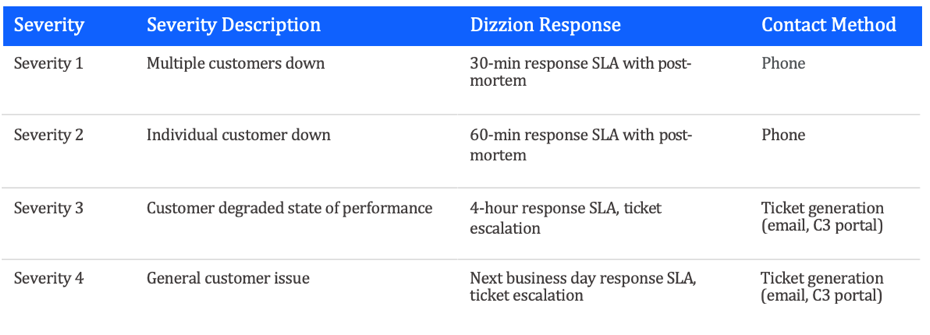 Severity Severity Description Dizzion Response Contact Method
Severity 1 Multiple customers down 30-min response SLA with post- Phone
mortem
Severity 2 Individual customer down 60-min response SLA with post- Phone
mortem
Severity 3 Customer degraded state of performance 4-hour response SLA, ticket Ticket generation
escalation (email, C3 portal)
Severity 4 General customer issue Next business day response SLA, Ticket generation
ticket escalation (email, C3 portal)